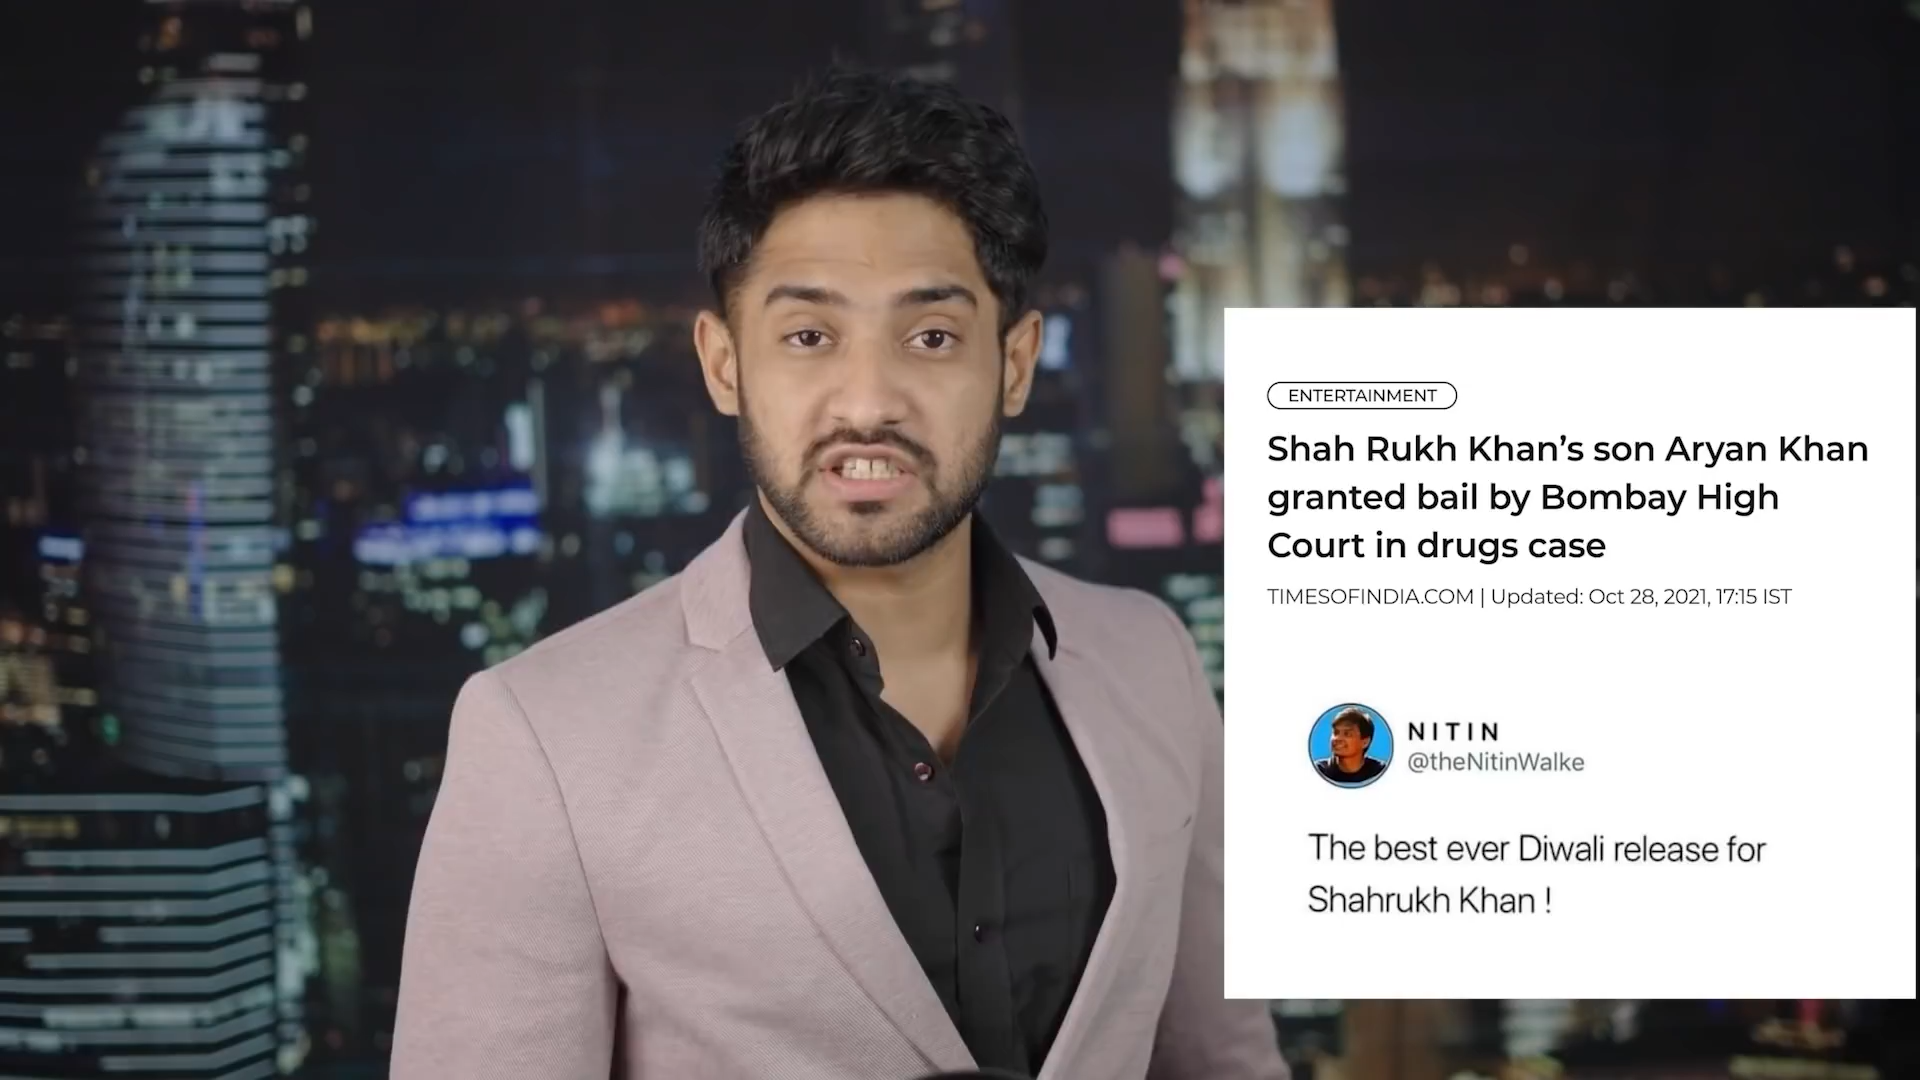 ENTERTAINMENT
Shah Rukh Khan’s son Aryan Khan
granted bail by Bombay High
Court in drugs case
TIMESOFINDIA.COM | Updated: Oct 28, 2021, 17:15 IST
NITIN
@theNitinWalke
The best ever Diwali release for
Shahrukh Khan !